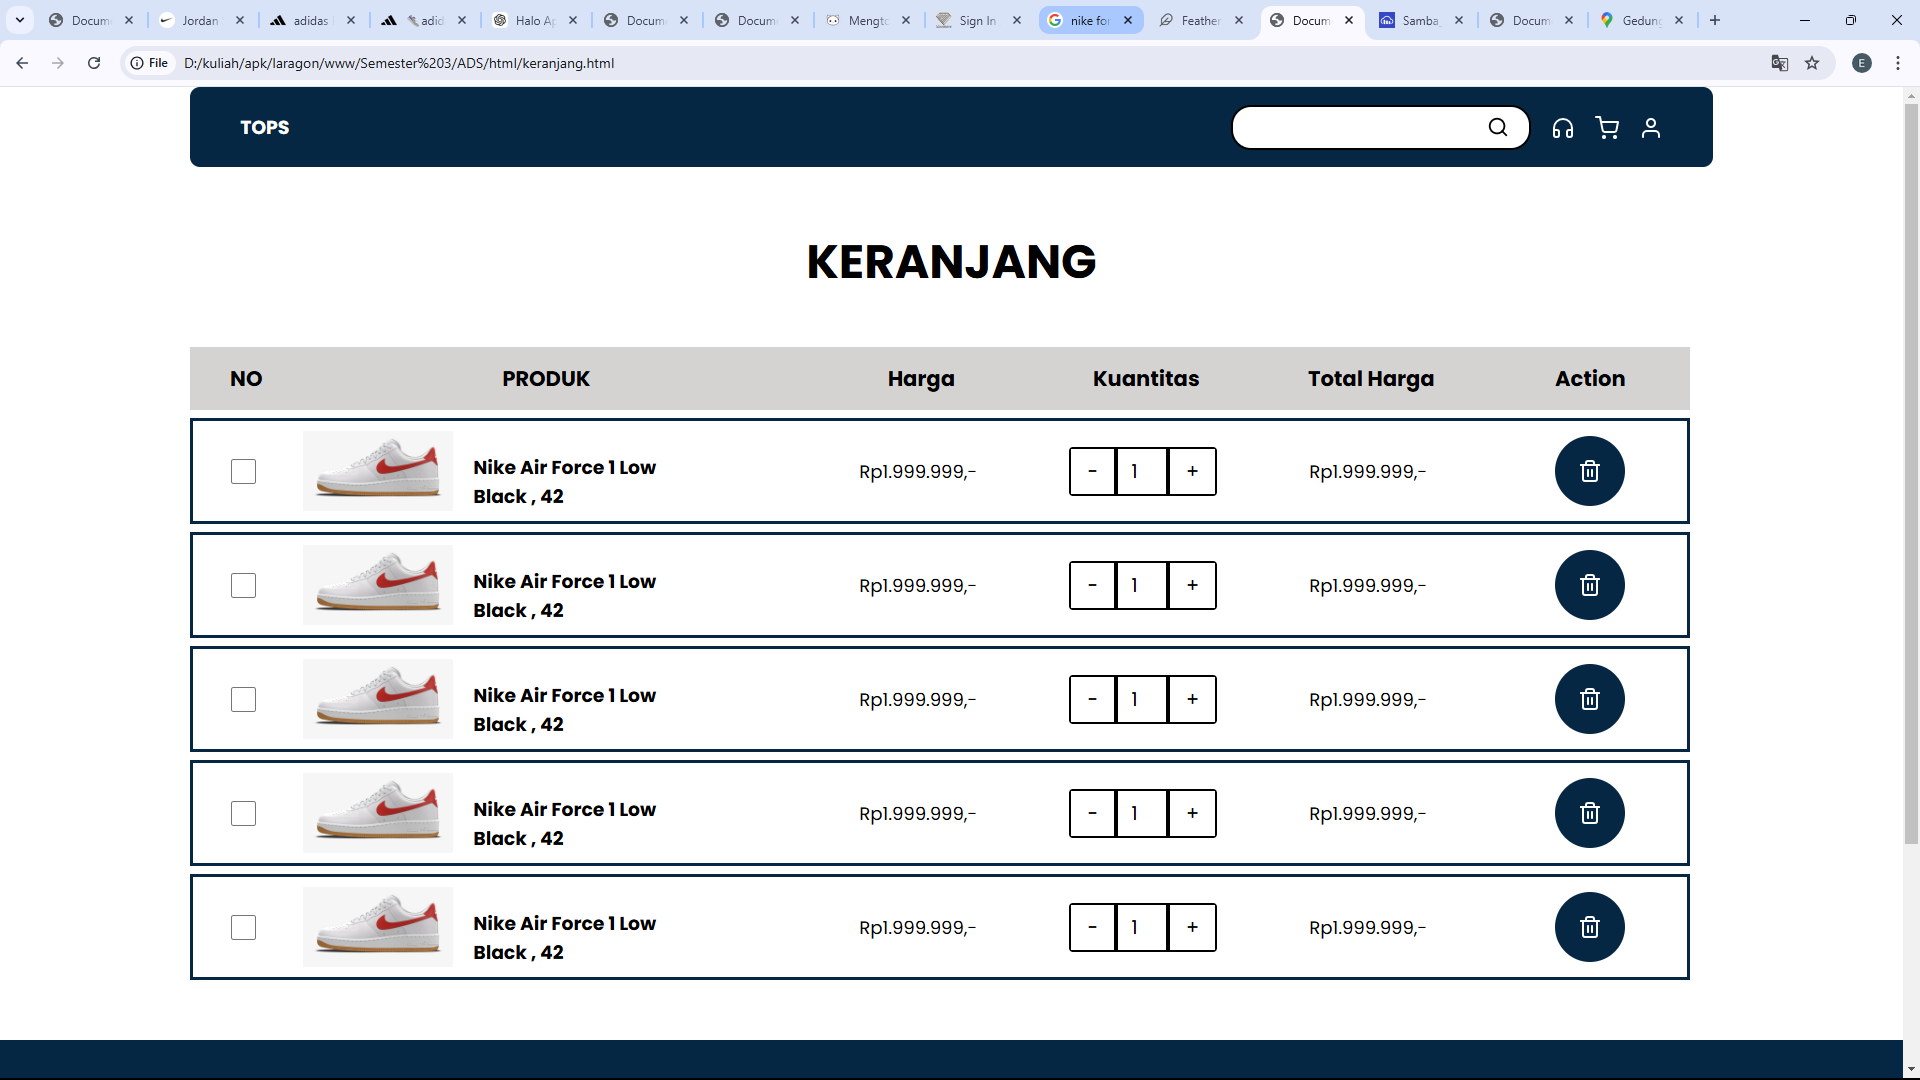 Docum
Jordan
adidas
adid
Halo Ap
Docum
Docum
Mengto
Sign In
nike for
Feather
Docum
Samba
Docum
Gedung
File D:/kuliah/apk/laragon/www/Semester%203/ADS/html/keranjang.html E
TOPS
KERANJANG
NO PRODUK Harga Kuantitas Total Harga Action
Nike Air Force 1 Low
Black , 42
Rp1.999.999,- - 1 + Rp1.999.999,-
Nike Air Force 1 Low
Black , 42
Rp1.999.999,- - 1 + Rp1.999.999,-
Nike Air Force 1 Low
Black , 42
Rp1.999.999,- - 1 + Rp1.999.999,-
Nike Air Force 1 Low
Black , 42
Rp1.999.999,- - 1 + Rp1.999.999,-
Nike Air Force 1 Low
Black , 42
Rp1.999.999,- - 1 + Rp1.999.999,-